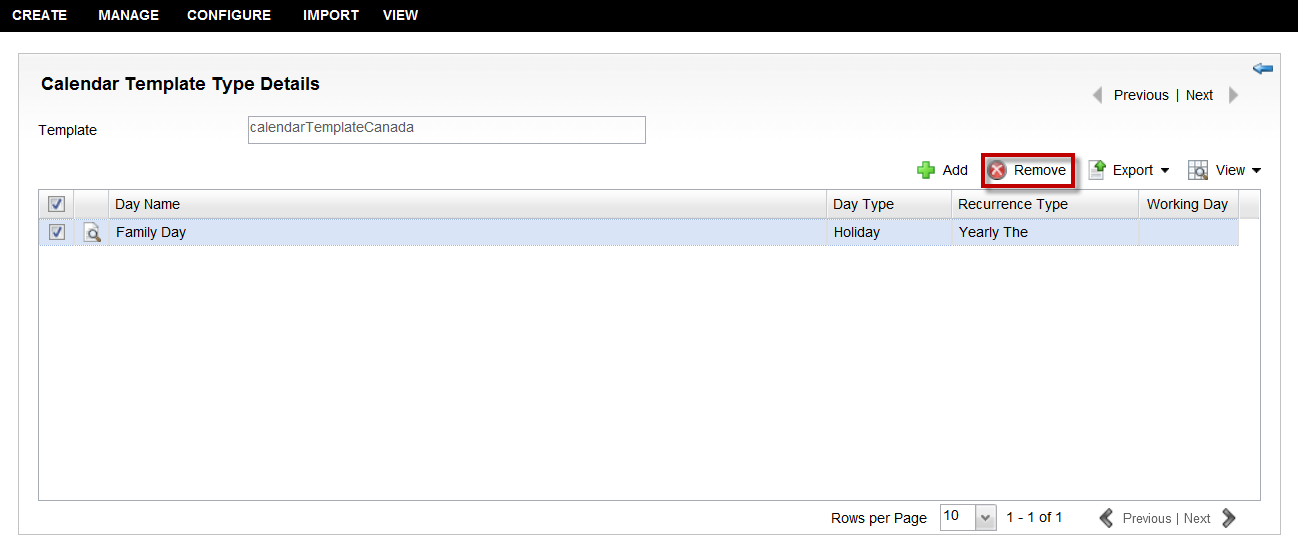 CREATE MANAGE CONFIGURE IMPORT VIEW
Calendar Template Type Details
Previous | Next
Template calendarTemplateCanada
Add Remove Export View
Day Name Day Type Recurrence Type Working Day
Family Day Holiday Yearly The
Rows per Page 10 1 - 1 of 1 Previous | Next